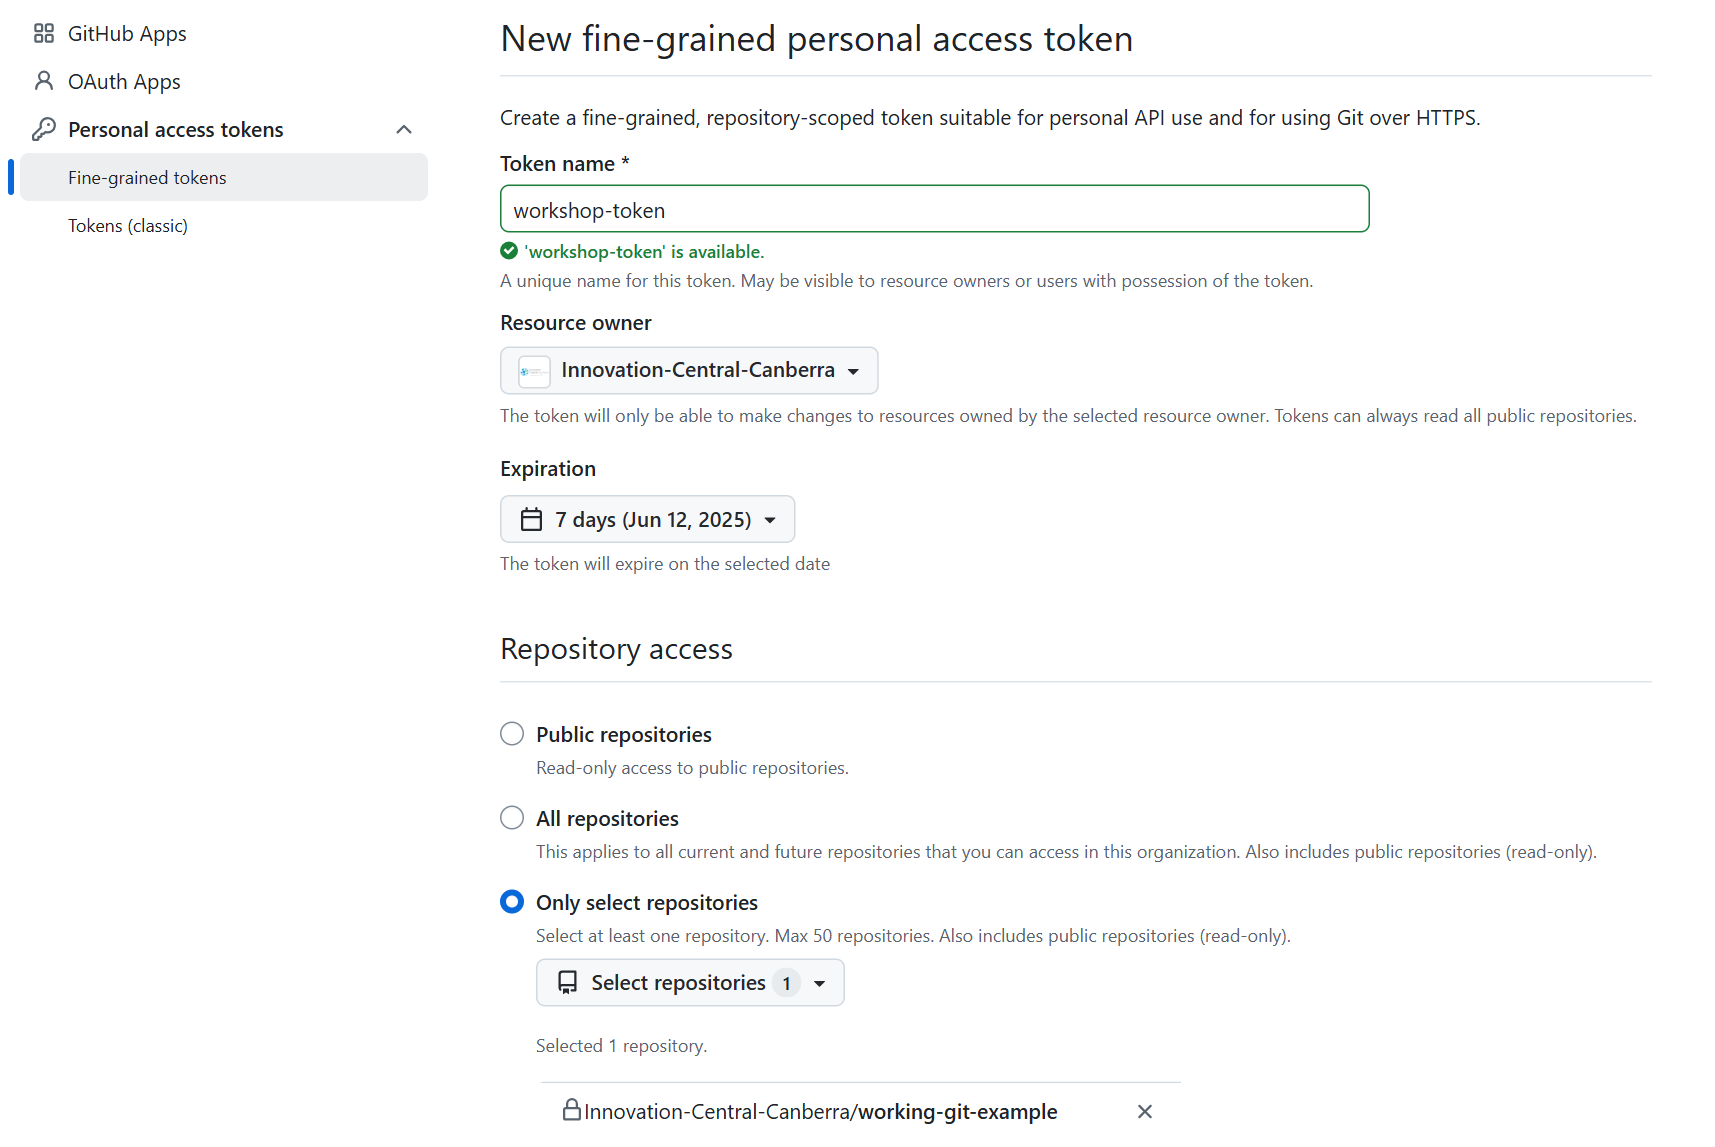 GitHub Apps
OAuth Apps
Personal access tokens
Fine-grained tokens
Tokens (classic)
New fine-grained personal access token
Create a fine-grained, repository-scoped token suitable for personal API use and for using Git over HTTPS.
Token name *
workshop-token
'workshop-token' is available.
A unique name for this token. May be visible to resource owners or users with possession of the token.
Resource owner
Innovation-Central-Canberra
The token will only be able to make changes to resources owned by the selected resource owner. Tokens can always read all public repositories.
Expiration
7 days (Jun 12, 2025)
The token will expire on the selected date
Repository access
Public repositories
Read-only access to public repositories.
All repositories
This applies to all current and future repositories that you can access in this organization. Also includes public repositories (read-only).
Only select repositories
Select at least one repository. Max 50 repositories. Also includes public repositories (read-only).
Select repositories 1
Selected 1 repository.
Innovation-Central-Canberra/working-git-example